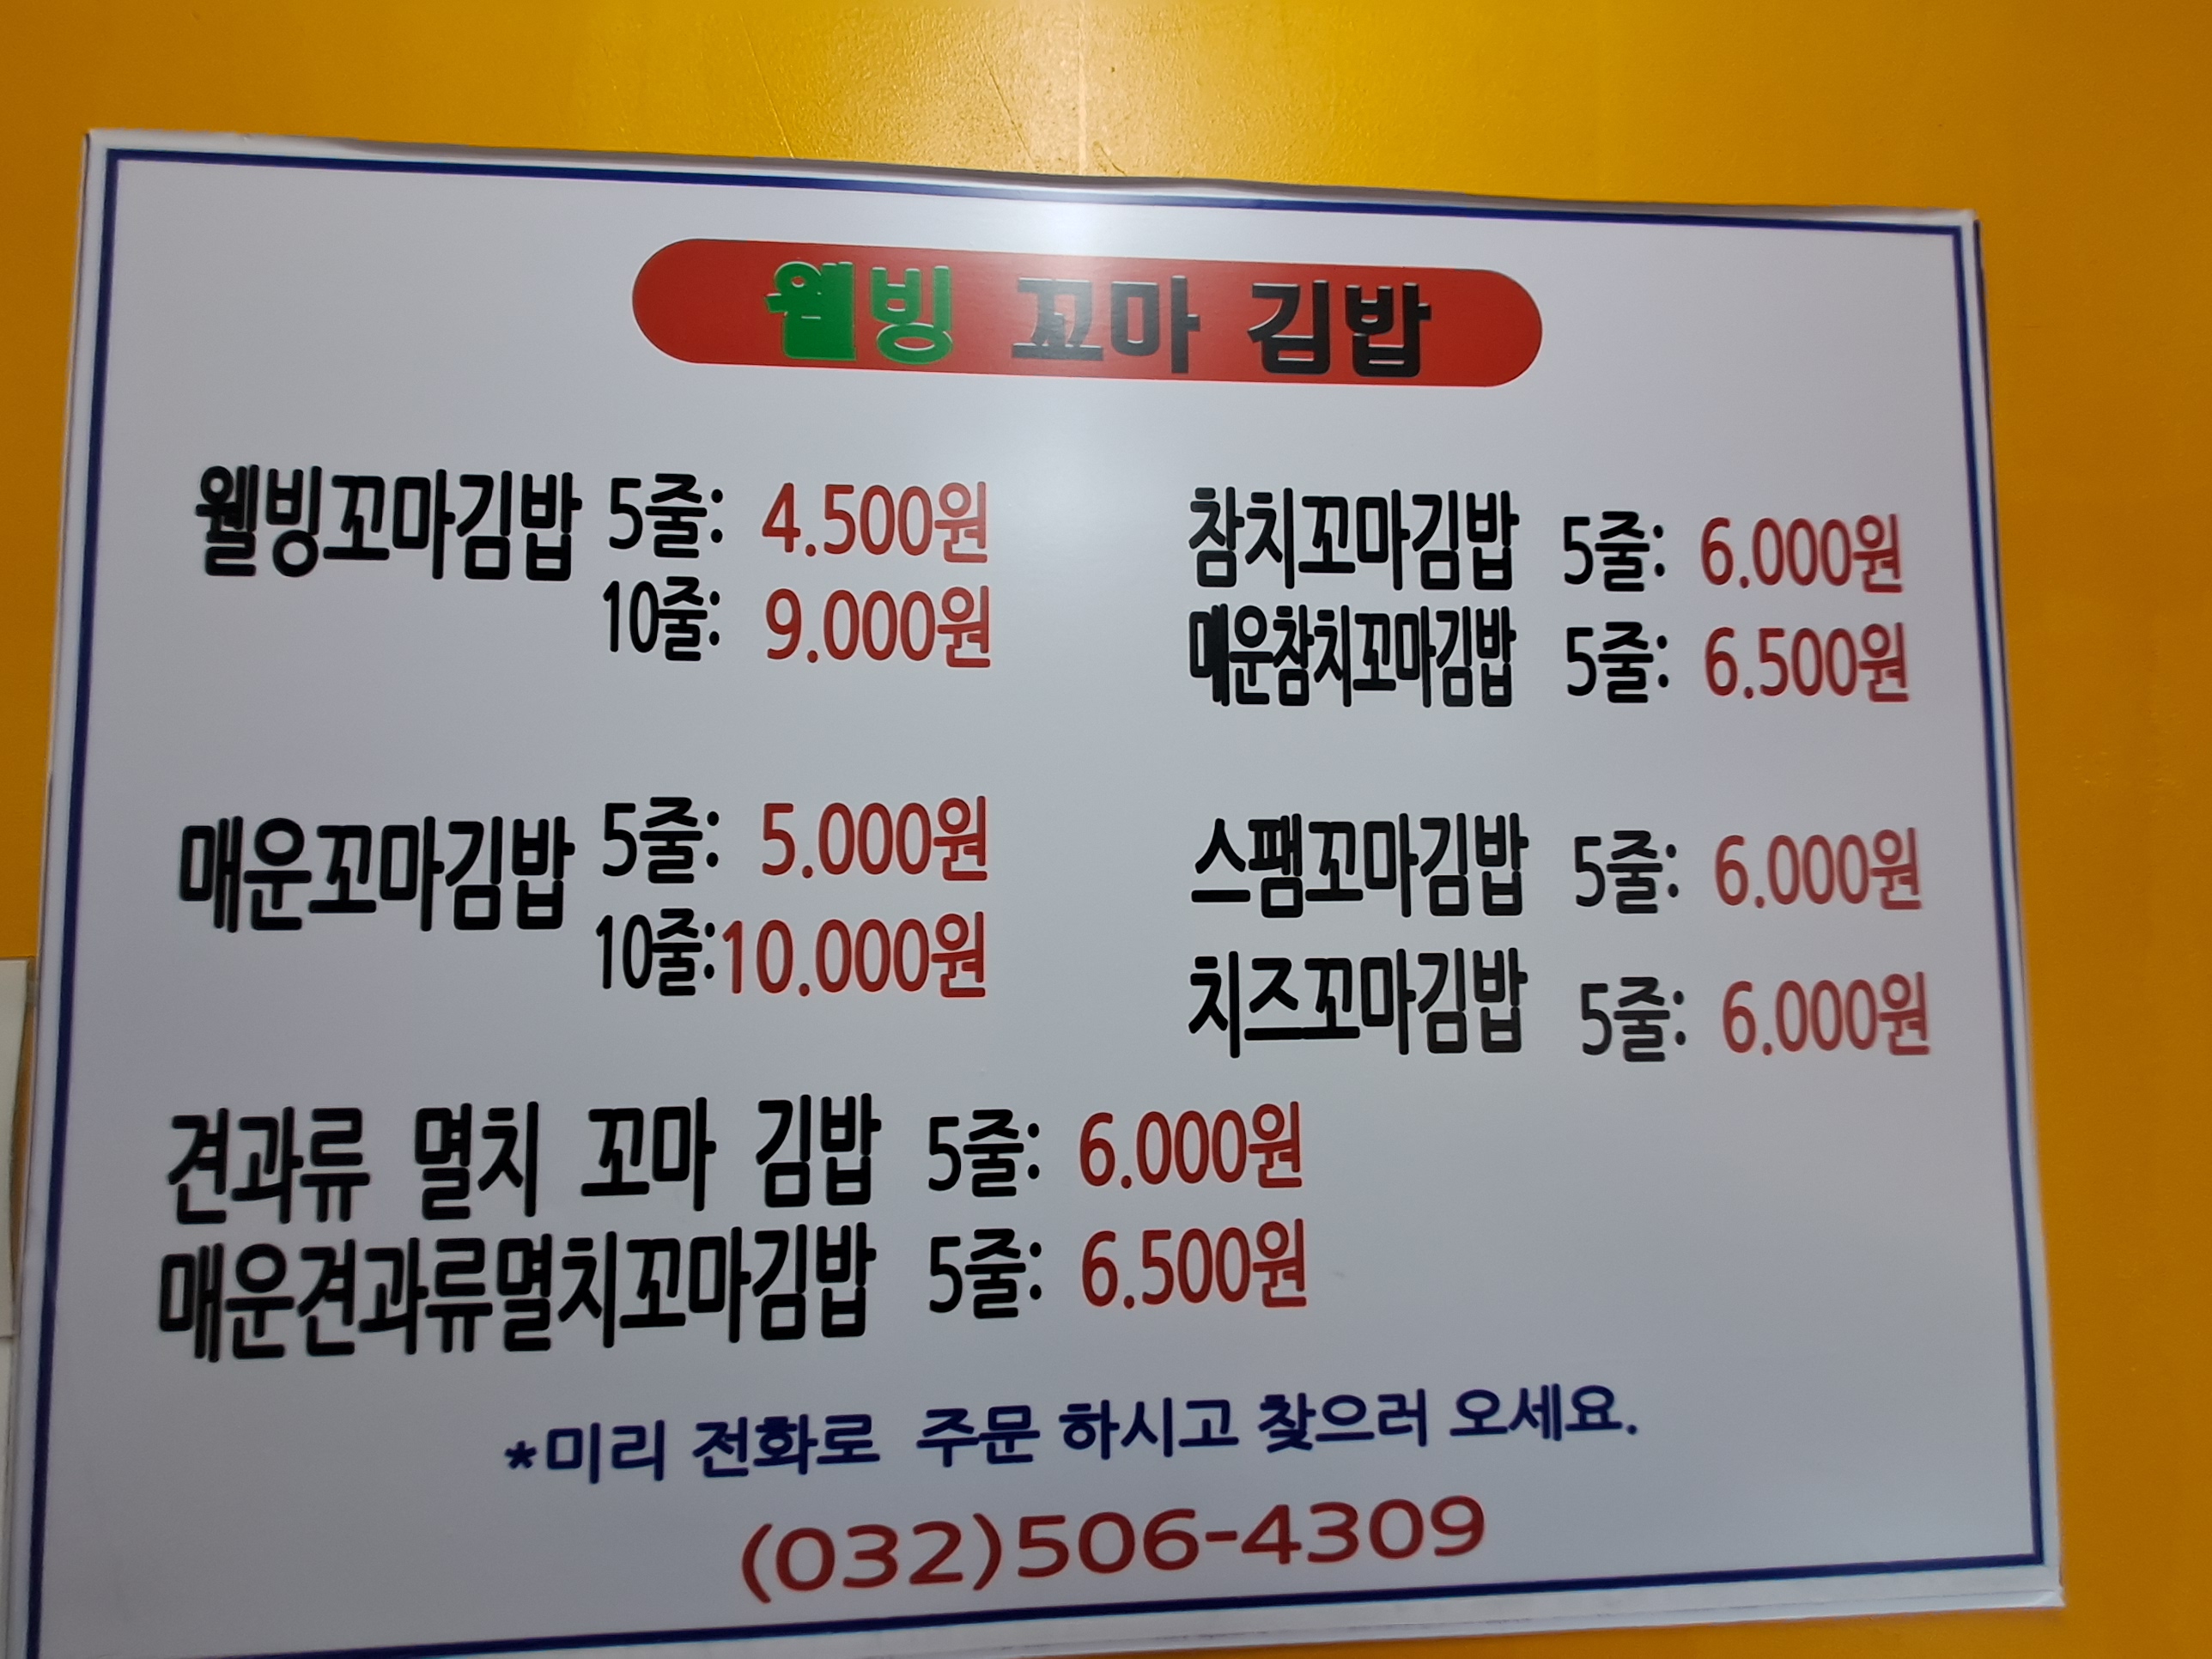 웰빙 꼬마 김밥
웰빙꼬마김밥 5줄: 4.500원
10줄: 9.000원
참치꼬마김밥 5줄: 6.000원
매운참치꼬마김밥 5줄: 6.500원
매운꼬마김밥 5줄: 5.000원
10줄:10.000원
스팸꼬마김밥 5줄: 6.000원
치즈꼬마김밥 5줄: 6.000원
견과류 멸치 꼬마 김밥 5줄: 6.000원
매운견과류멸치꼬마김밥 5줄: 6.500원
*미리 전화로 주문 하시고 찾으러 오세요.
(032)506-4309